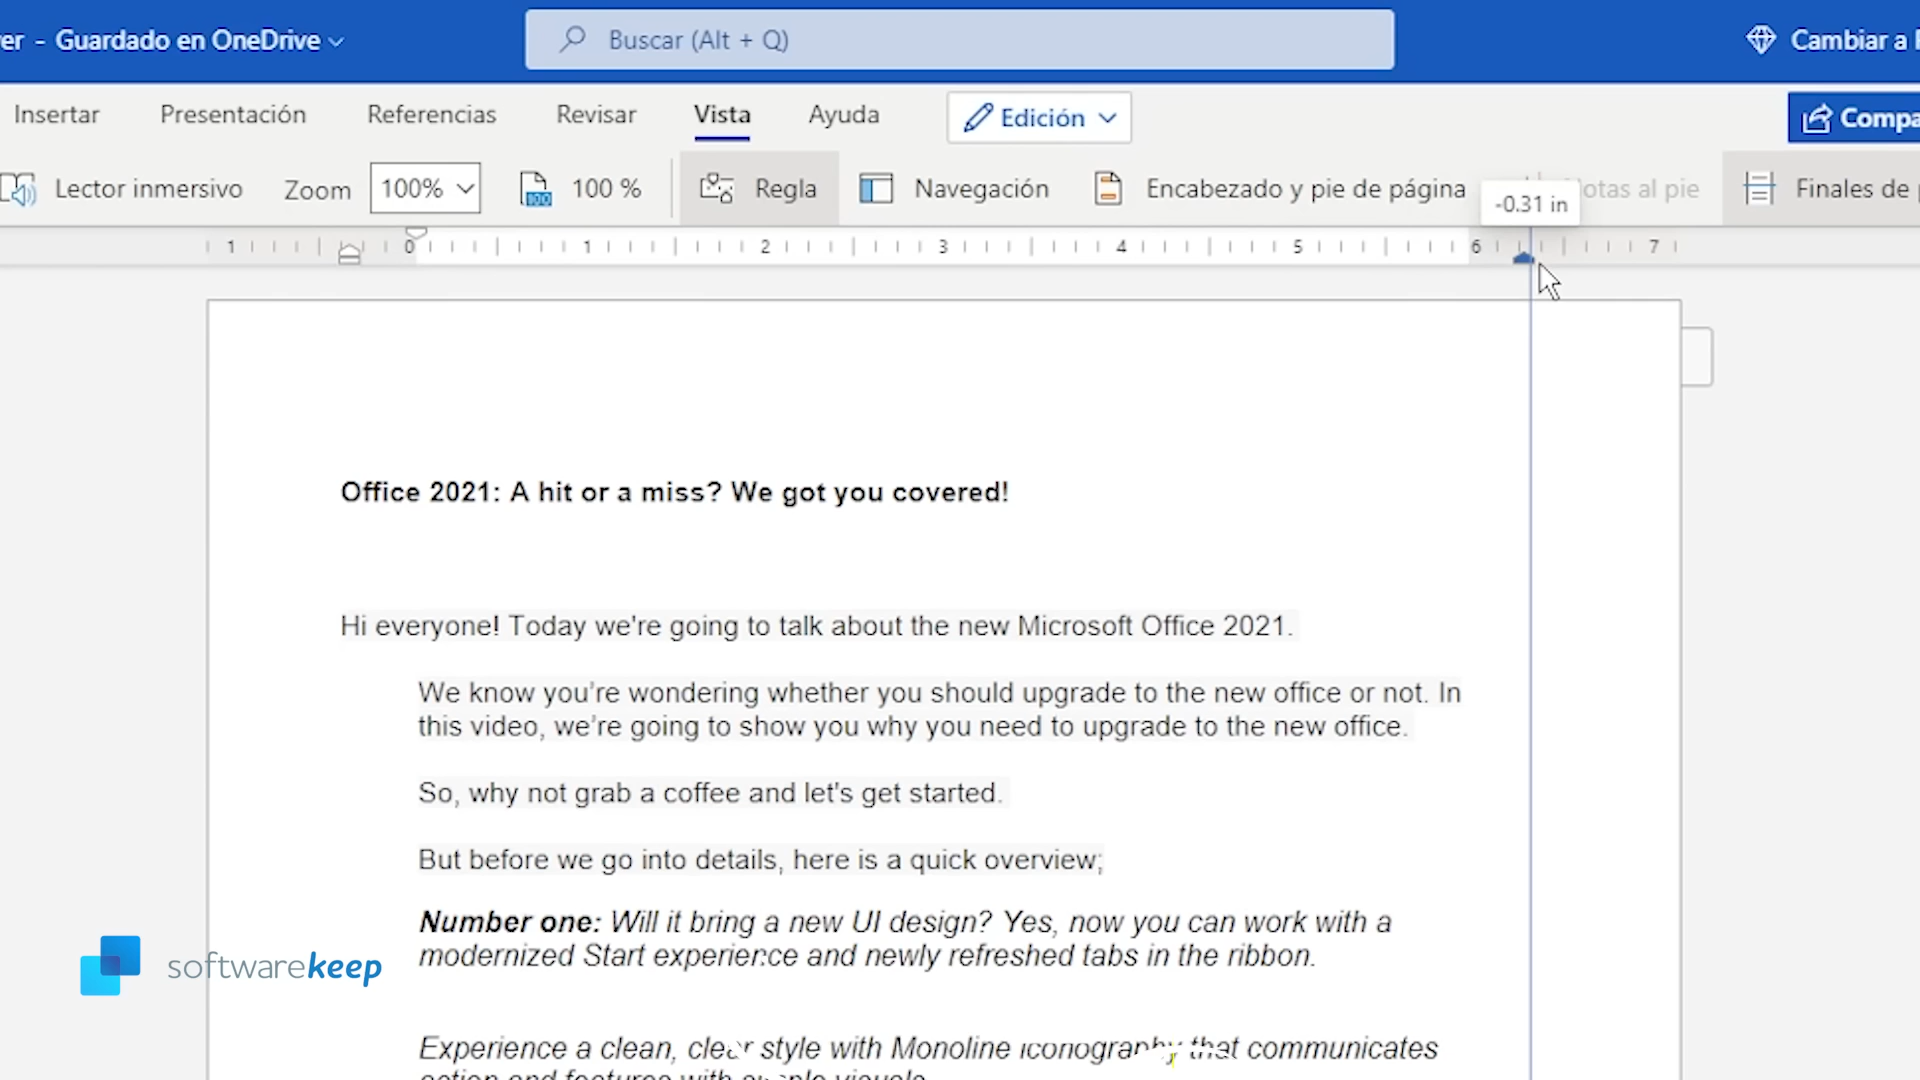 er - Guardado en OneDrive
Buscar (Alt + Q)
Cambiar a
Insertar Presentación Referencias Revisar Vista Ayuda Edición Compa
Lector inmersivo Zoom 100% 100 % Regla Navegación Encabezado y pie de página otas al pie Finales de
-0.31 in
1 0 1 2 3 4 5 6 7
Office 2021: A hit or a miss? We got you covered!
Hi everyone! Today we're going to talk about the new Microsoft Office 2021.
We know you're wondering whether you should upgrade to the new office or not. In
this video, we're going to show you why you need to upgrade to the new office.
So, why not grab a coffee and let's get started.
But before we go into details, here is a quick overview;
Number one: Will it bring a new UI design? Yes, now you can work with a
modernized Start experience and newly refreshed tabs in the ribbon.
softwarekeep
Experience a clean, clear style with Monoline iconography that communicates